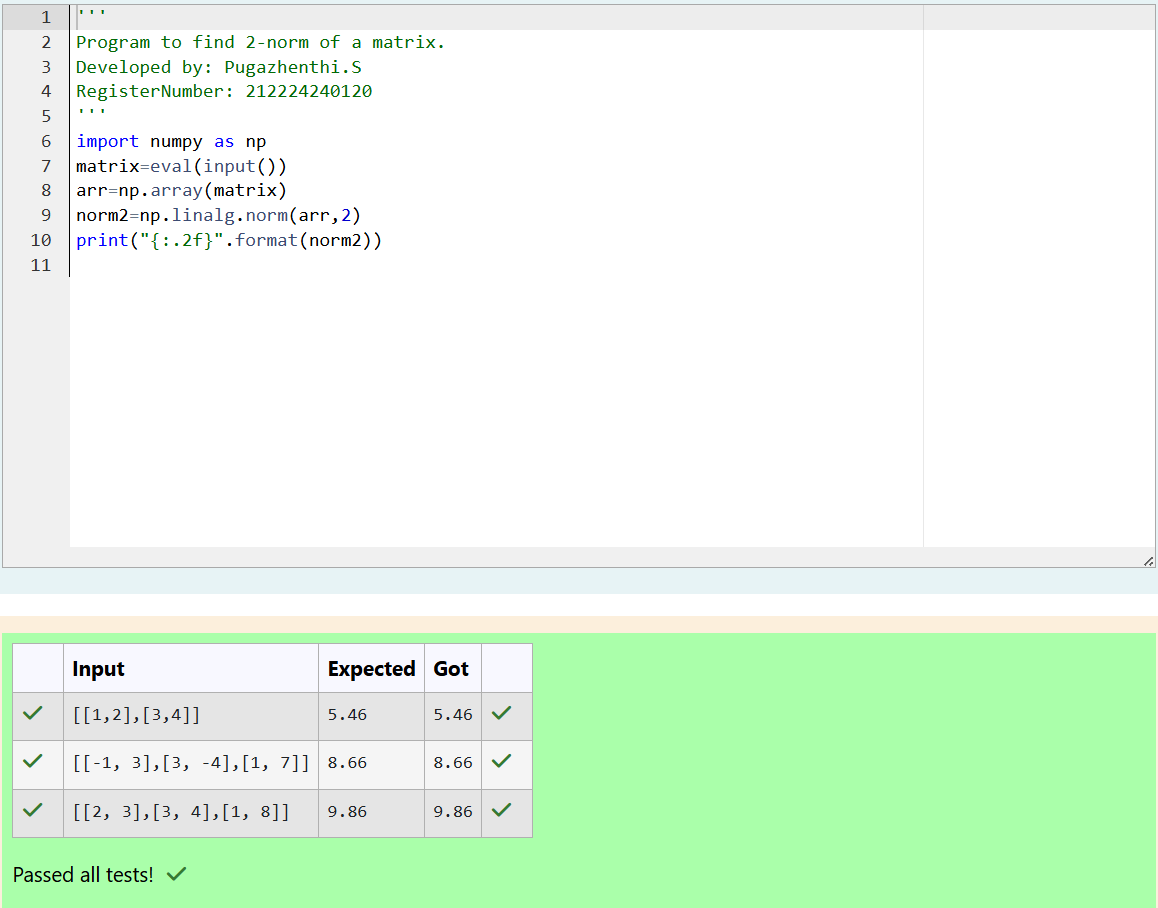 1 '''
2 Program to find 2-norm of a matrix.
3 Developed by: Pugazhenthi.S
4 RegisterNumber: 212224240120
5 '''
6 import numpy as np
7 matrix=eval(input())
8 arr=np.array(matrix)
9 norm2=np.linalg.norm(arr,2)
10 print("{:.2f}".format(norm2))
11
Input Expected Got
[[1,2],[3,4]] 5.46 5.46
[[-1, 3],[3, -4],[1, 7]] 8.66 8.66
[[2, 3],[3, 4],[1, 8]] 9.86 9.86
Passed all tests!